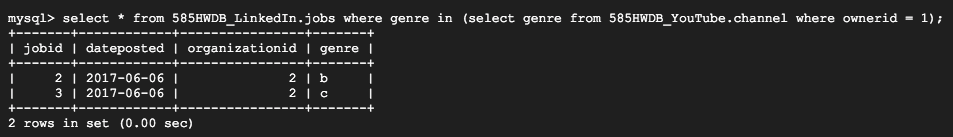 mysql> select * from 585HWDB_LinkedIn.jobs where genre in (select genre from 585HWDB_YouTube.channel where ownerid = 1);
+-------+------------+----------------+-------+
| jobid | dateposted | organizationid | genre |
+-------+------------+----------------+-------+
|     2 | 2017-06-06 |              2 | b     |
|     3 | 2017-06-06 |              2 | c     |
+-------+------------+----------------+-------+
2 rows in set (0.00 sec)